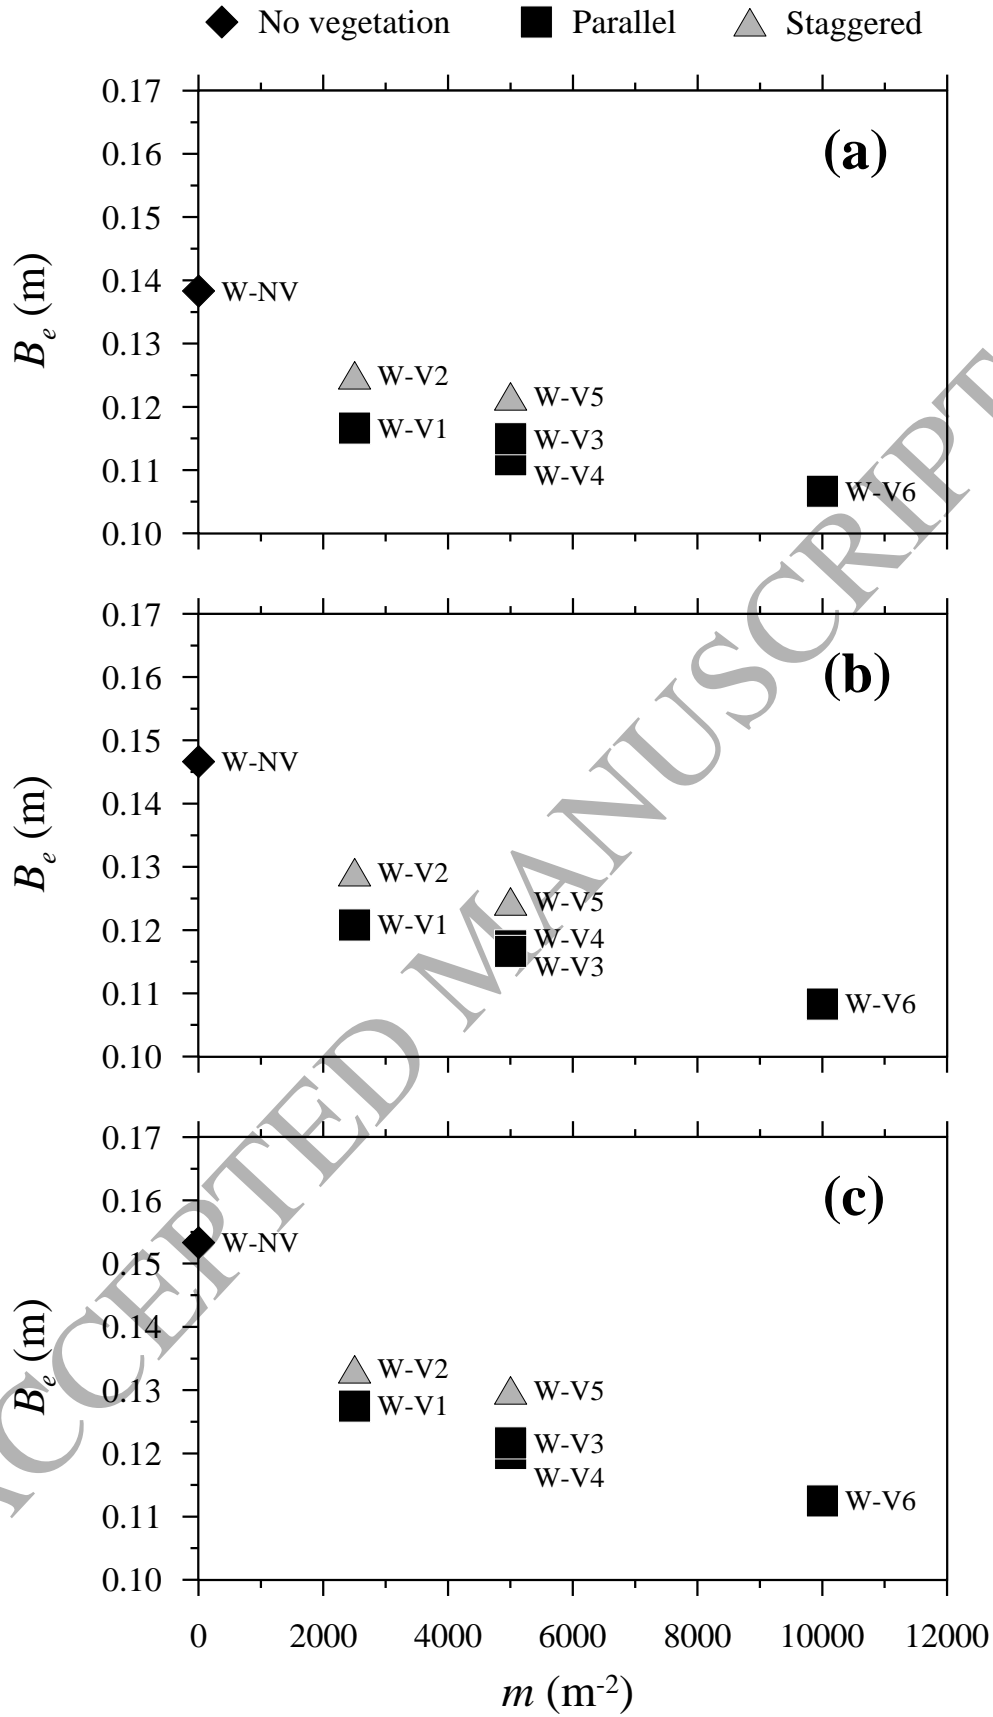 No vegetation Parallel Staggered
0.17
(a)
0.16
0.15
0.14
W-NV
0.13
W-V2
W-V5
0.12
W-V1
W-V3
W-V4
0.11
W-V6
0.10
B_e (m)
0.17
(b)
0.16
0.15
W-NV
0.14
0.13
W-V2
W-V5
0.12
W-V1
W-V4
W-V3
0.11
W-V6
0.10
B_e (m)
0.17
(c)
0.16
W-NV
0.15
0.14
W-V2
0.13
W-V5
W-V1
W-V3
0.12
W-V4
W-V6
0.11
0.10
B_e (m)
0 2000 4000 6000 8000 10000 12000
m (m⁻²)
ACCEPTED MANUSCRIPT